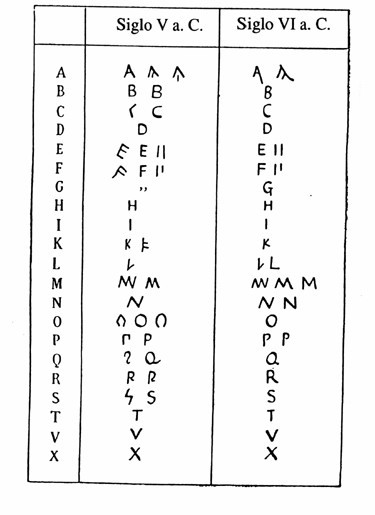 Siglo V a. C. Siglo VI a. C.
A A A A A A
B B B B
C C C
D D D
E E E II E II
F F F I' F I'
G ,, G
H H H
I I I
K K K K
L L L
M M M M M M
N N N N
O O O O O
P P P P P
Q Q Q Q
R R R R
S S S S
T T T
V V V
X X X